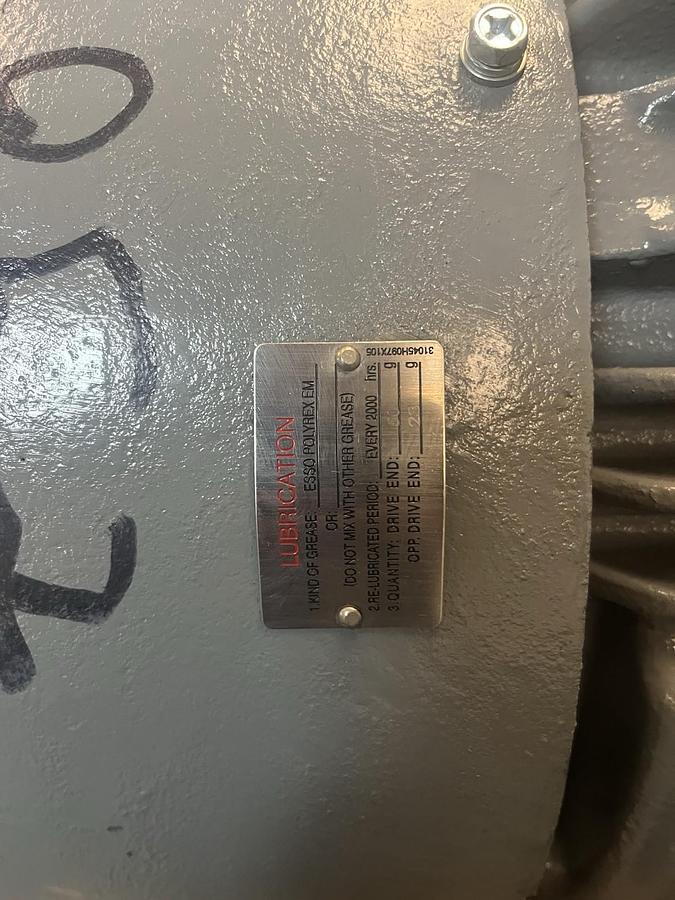 LUBRICATION
1.KIND OF GREASE: ESSO POLYREX EM
OR:
(DO NOT MIX WITH OTHER GREASE)
2.RE-LUBRICATED PERIOD: EVERY 2000 hrs.
3.QUANTITY: DRIVE END: g
OPP. DRIVE END: 23 g
31045H097X105